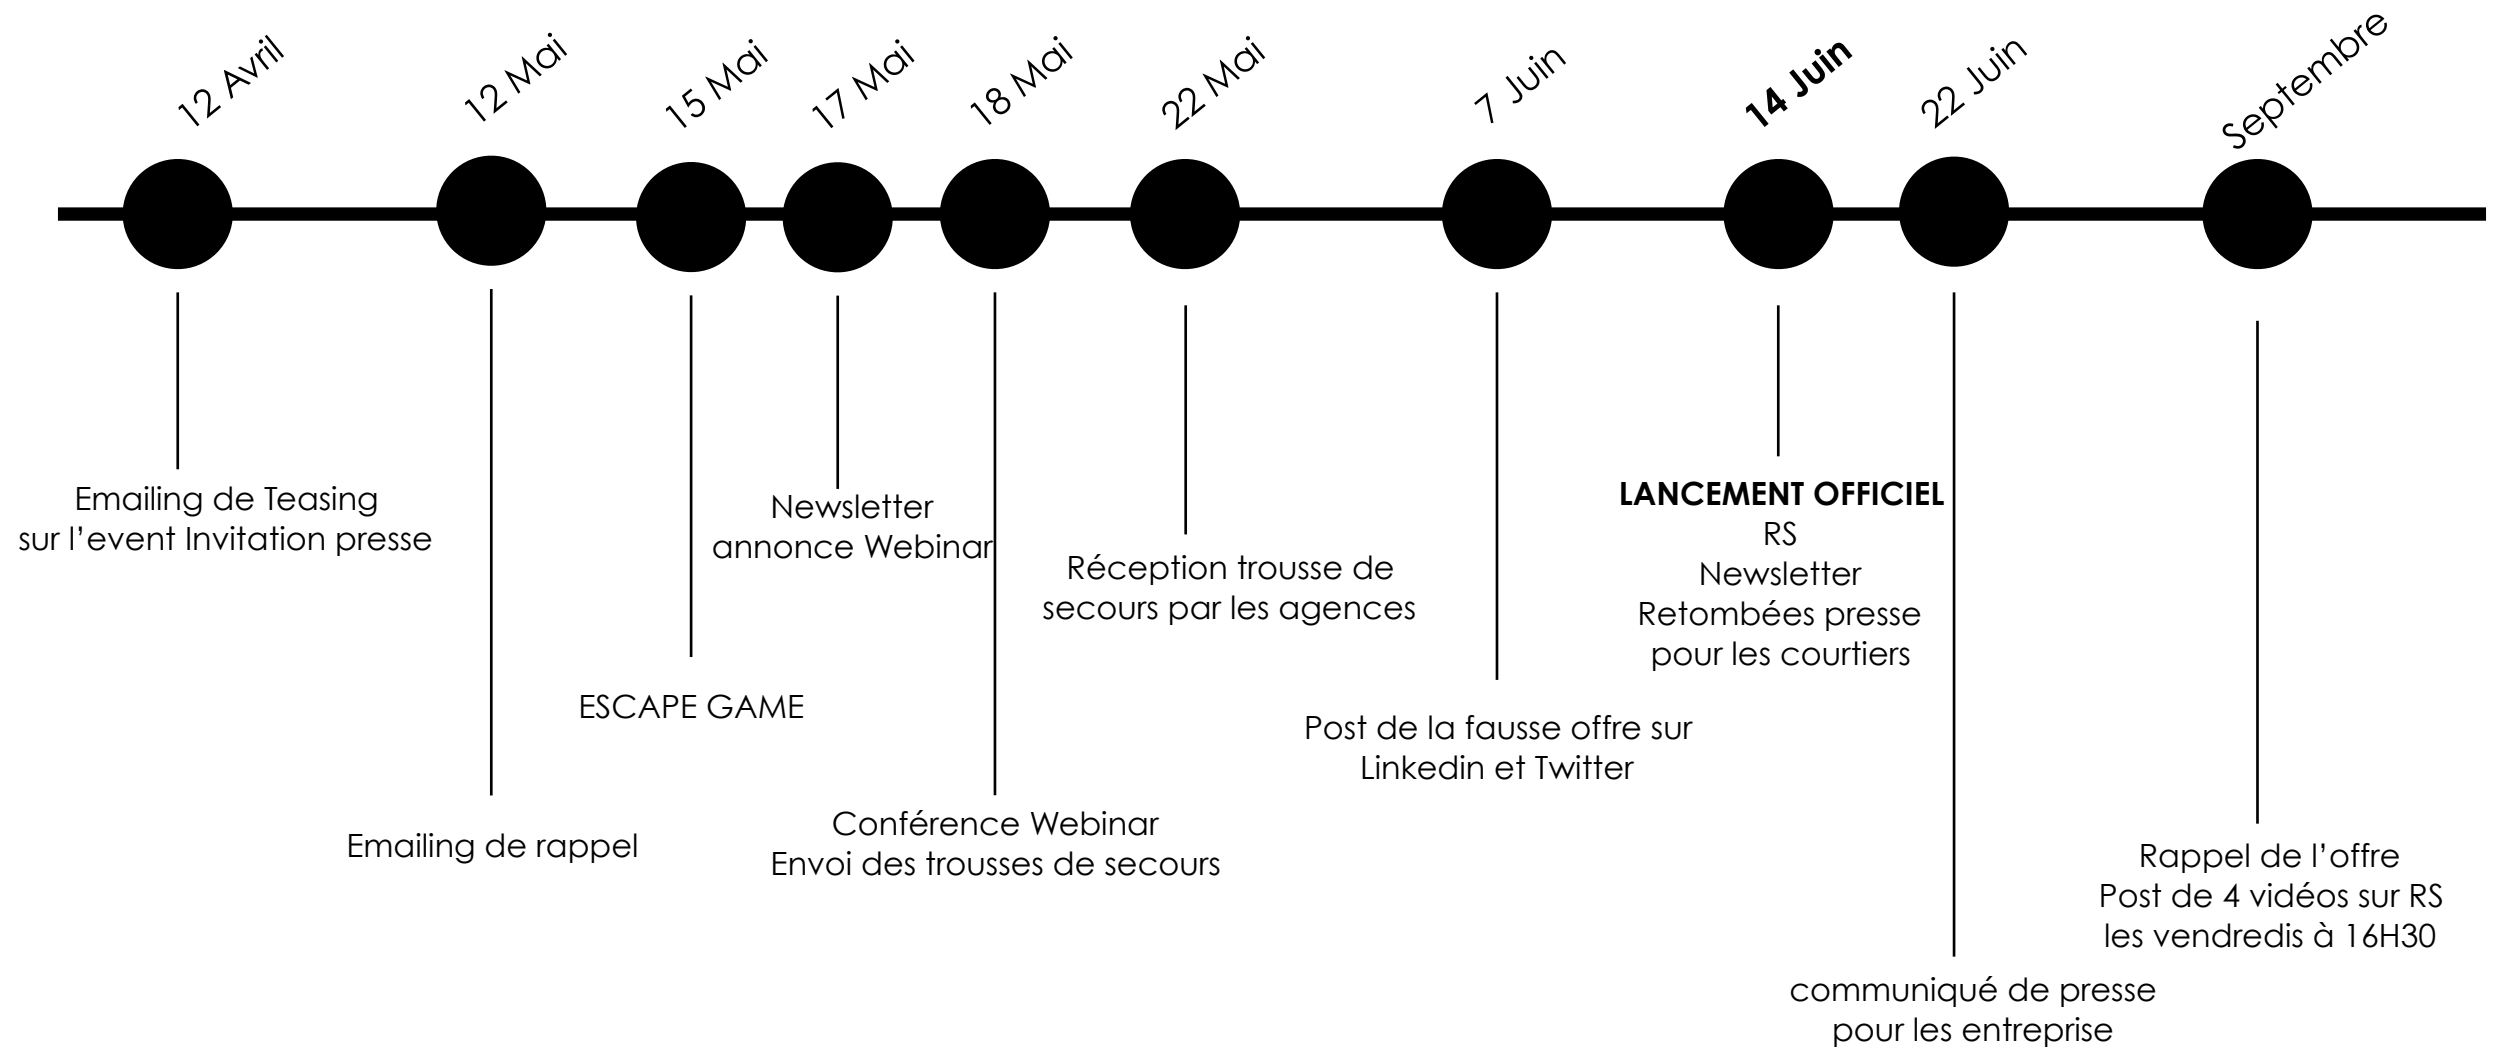 12 Avril
12 Mai
15 Mai
17 Mai
18 Mai
22 Mai
7 Juin
14 Juin
22 Juin
Septembre
Emailing de Teasing
sur l’event Invitation presse
Emailing de rappel
ESCAPE GAME
Newsletter
annonce Webinar
Conférence Webinar
Envoi des trousses de secours
Réception trousse de
secours par les agences
Post de la fausse offre sur
Linkedin et Twitter
LANCEMENT OFFICIEL
RS
Newsletter
Retombées presse
pour les courtiers
communiqué de presse
pour les entreprise
Rappel de l’offre
Post de 4 vidéos sur RS
les vendredis à 16H30